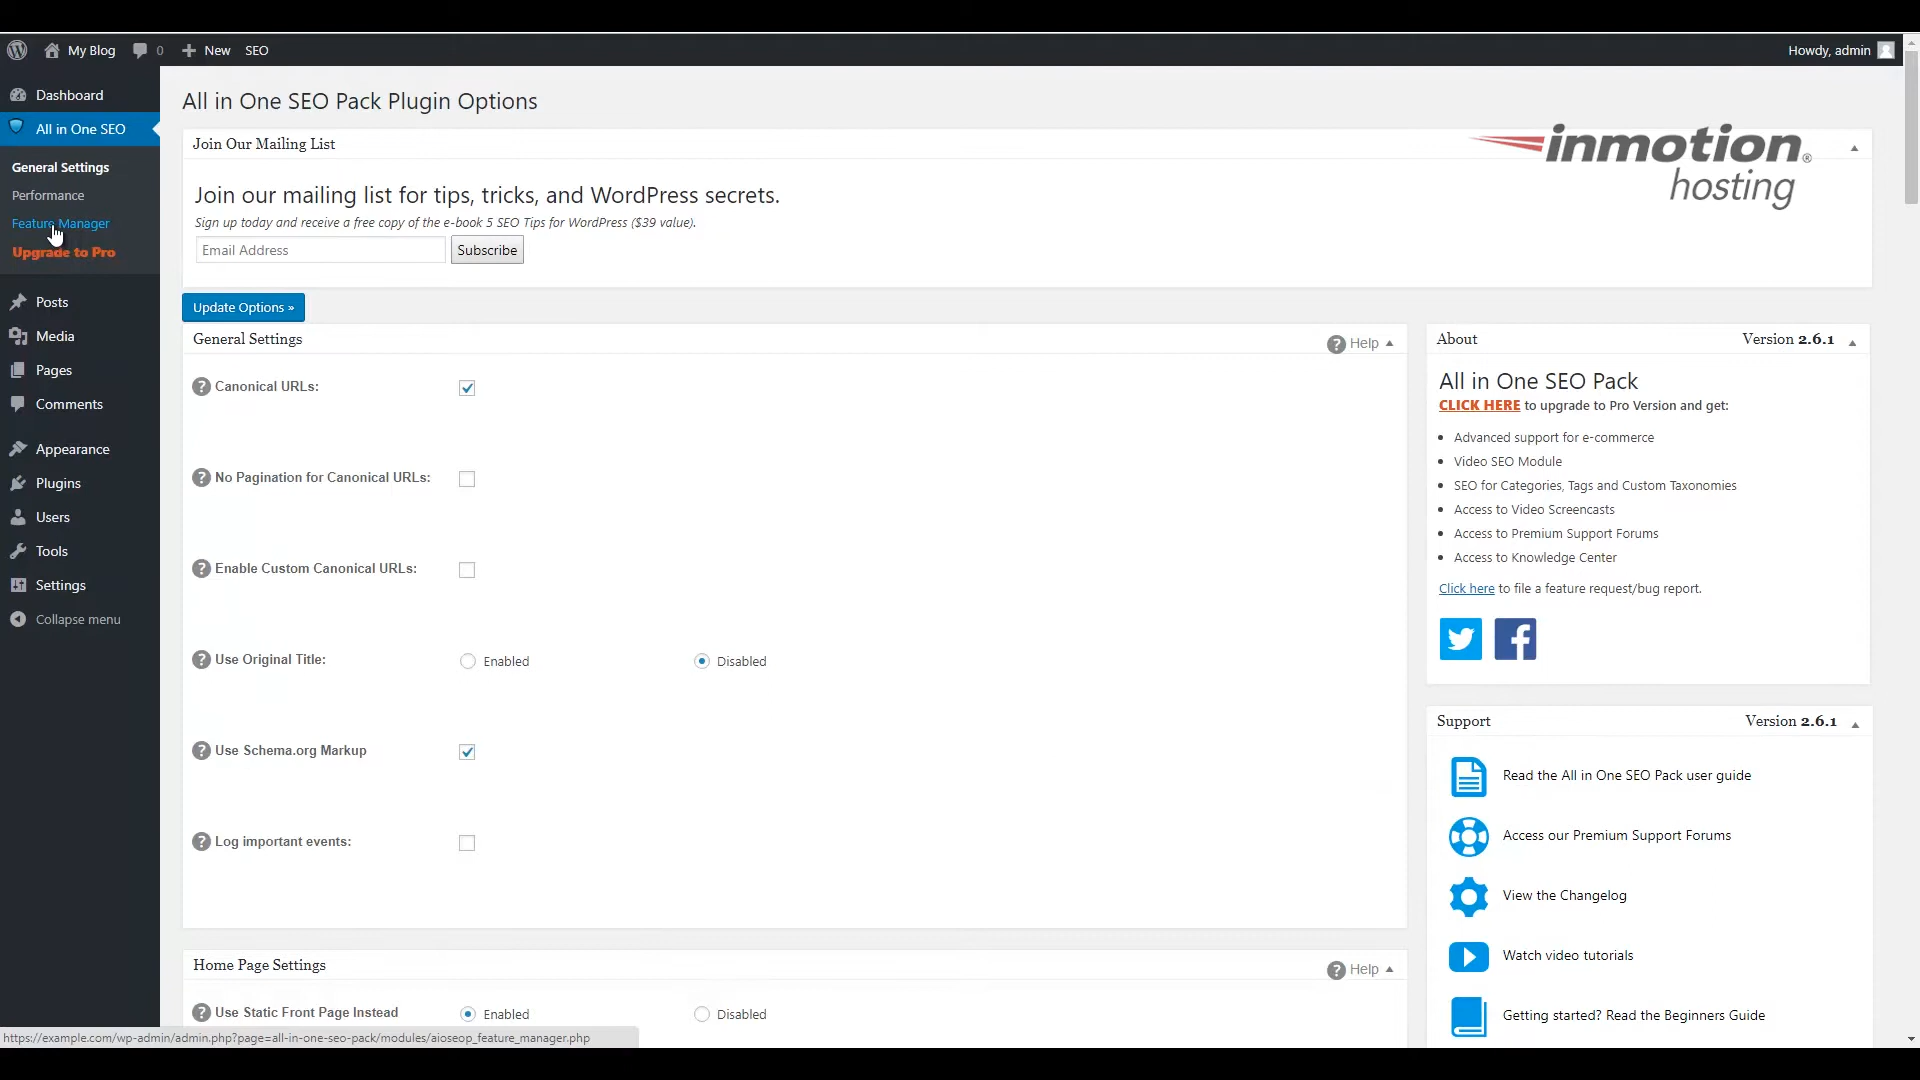 My Blog
0
New
SEO
Howdy, admin
Dashboard
All in One SEO
General Settings
Performance
Feature Manager
Upgrade to Pro
Posts
Media
Pages
Comments
Appearance
Plugins
Users
Tools
Settings
Collapse menu
All in One SEO Pack Plugin Options
Join Our Mailing List
inmotion®
hosting
Join our mailing list for tips, tricks, and WordPress secrets.
Sign up today and receive a free copy of the e-book 5 SEO Tips for WordPress ($39 value).
Email Address
Subscribe
Update Options »
General Settings
Help
Canonical URLs:
No Pagination for Canonical URLs:
Enable Custom Canonical URLs:
Use Original Title:
Enabled
Disabled
Use Schema.org Markup
Log important events:
Home Page Settings
Help
Use Static Front Page Instead
Enabled
Disabled
About
Version 2.6.1
All in One SEO Pack
CLICK HERE to upgrade to Pro Version and get:
Advanced support for e-commerce
Video SEO Module
SEO for Categories, Tags and Custom Taxonomies
Access to Video Screencasts
Access to Premium Support Forums
Access to Knowledge Center
Click here to file a feature request/bug report.
Support
Version 2.6.1
Read the All in One SEO Pack user guide
Access our Premium Support Forums
View the Changelog
Watch video tutorials
Getting started? Read the Beginners Guide
https://example.com/wp-admin/admin.php?page=all-in-one-seo-pack/modules/aioseop_feature_manager.php